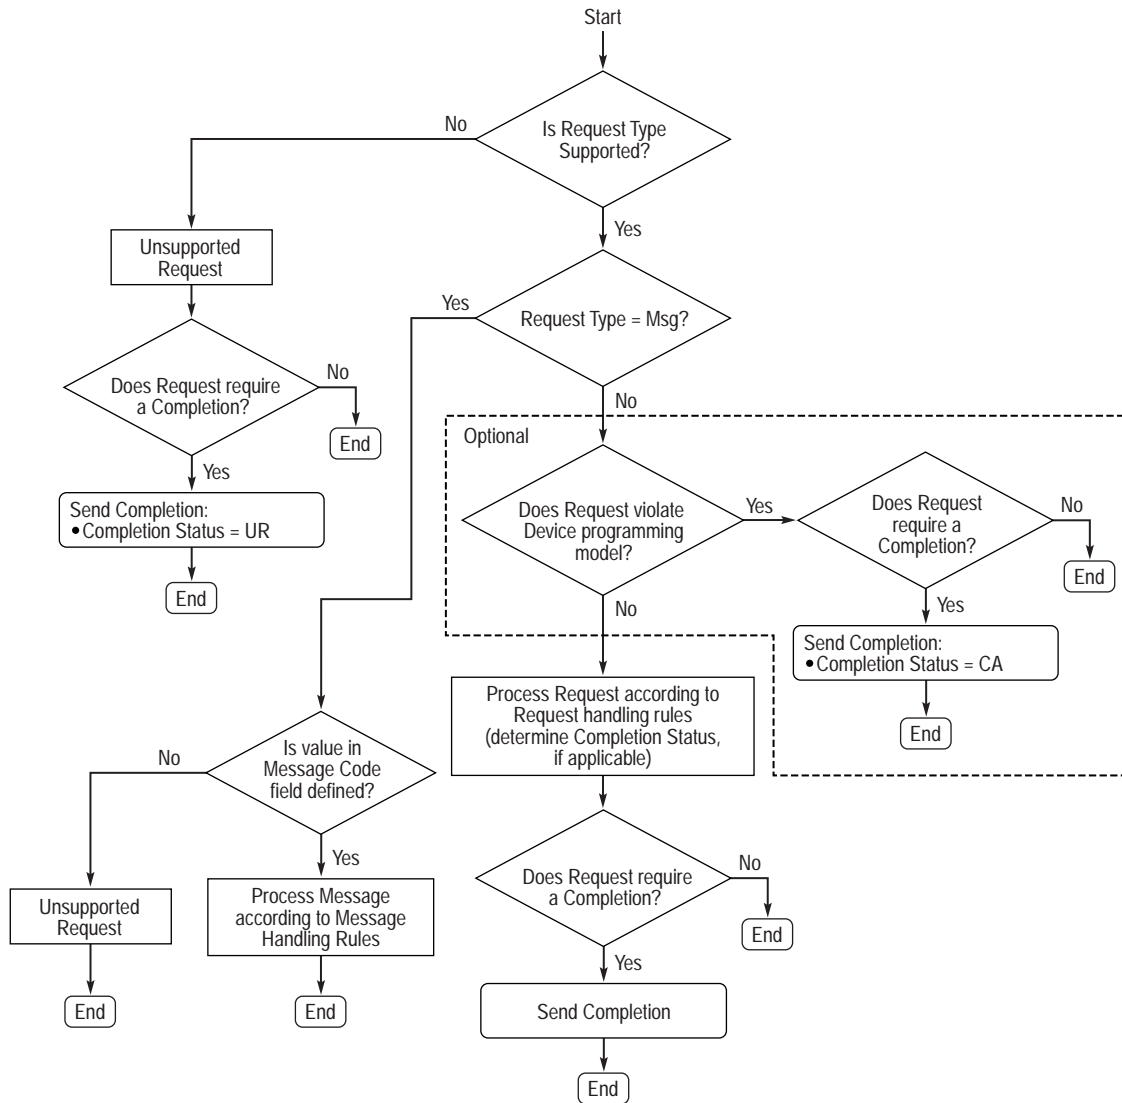 Start
No
Is Request Type
Supported?
Yes
Unsupported
Request
Yes
Request Type = Msg?
No
Does Request require
a Completion?
No
End
Yes
Send Completion:
• Completion Status = UR
End
Optional
Does Request violate
Device programming
model?
Yes
Does Request
require a
Completion?
No
End
Yes
Send Completion:
• Completion Status = CA
End
No
Process Request according to
Request handling rules
(determine Completion Status,
if applicable)
No
Is value in
Message Code
field defined?
Yes
Unsupported
Request
End
Process Message
according to Message
Handling Rules
End
Does Request require
a Completion?
No
End
Yes
Send Completion
End